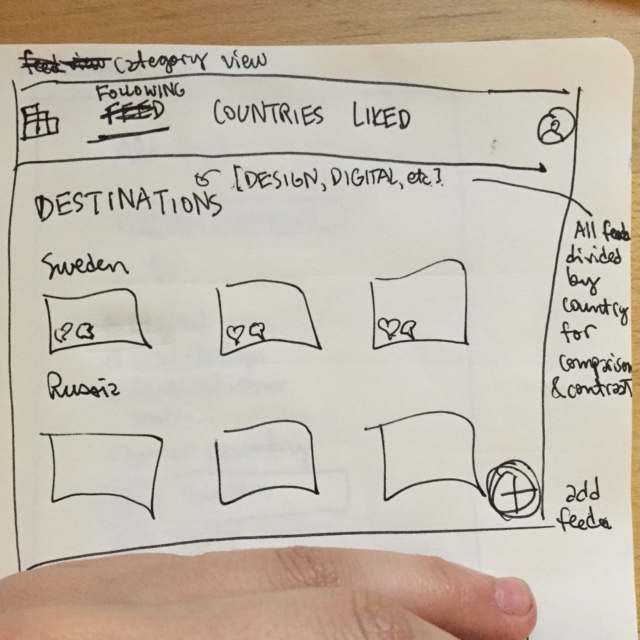 feed view category view
FOLLOWING
FEED COUNTRIES LIKED
or [DESIGN, DIGITAL, etc.]
DESTINATIONS
All feeds
divided
by
country
for
comparison
& contrast
Sweden
Russia
add
feeds